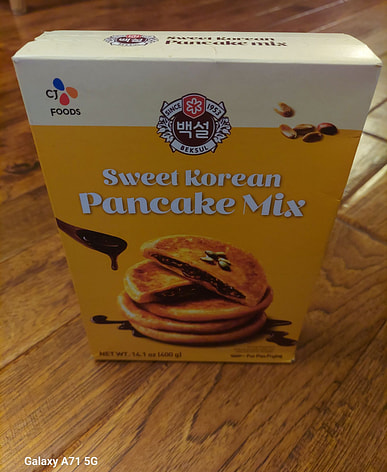 Sweet Korean
Pancake mix
BEKSUL
CJ
FOODS
SINCE 1953
백설
BEKSUL
Sweet Korean
Pancake Mix
NET WT. 14.1 oz (400 g)
Galaxy A71 5G